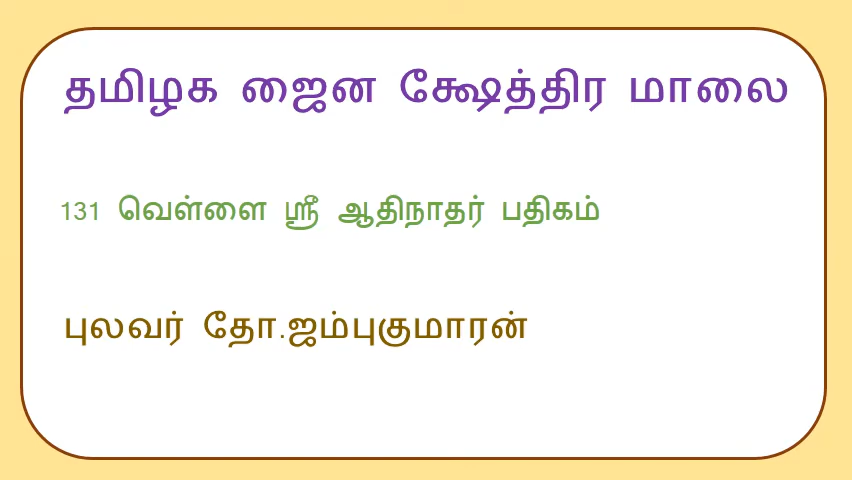 தமிழக ஜைன க்ஷேத்திர மாலை
131 வெள்ளை ஸ்ரீ ஆதிநாதர் பதிகம்
புலவர் தோ.ஜம்புகுமாரன்